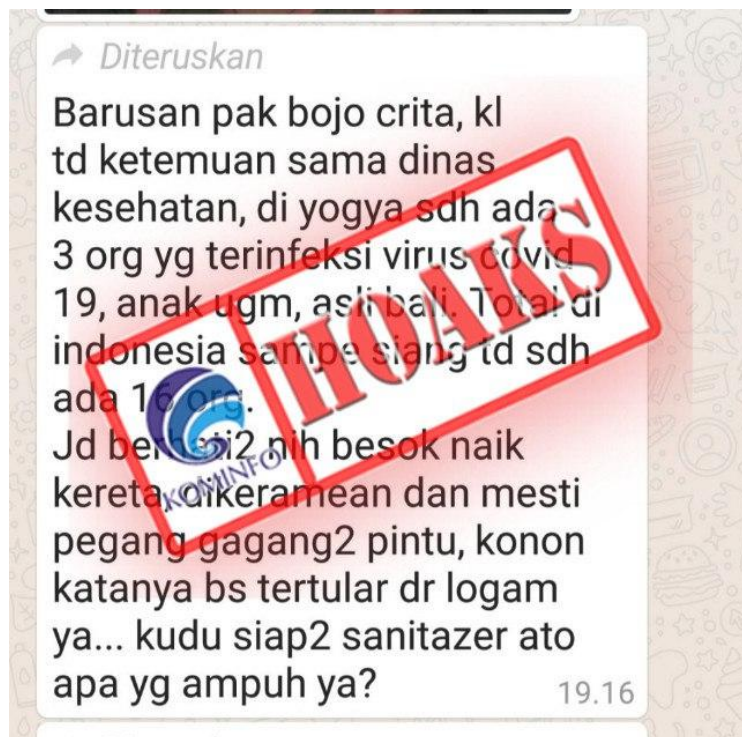 Diteruskan
Barusan pak bojo crita, kl
td ketemuan sama dinas
kesehatan, di yogya sdh ada
3 org yg terinfeksi virus covid
19, anak ugm, asli bali. Total di
indonesia sampe siang td sdh
ada 16 org.
Jd berhati2 nih besok naik
kereta, dikeramean dan mesti
pegang gagang2 pintu, konon
katanya bs tertular dr logam
ya... kudu siap2 sanitazer ato
apa yg ampuh ya?
19.16
HOAKS
KOMINFO